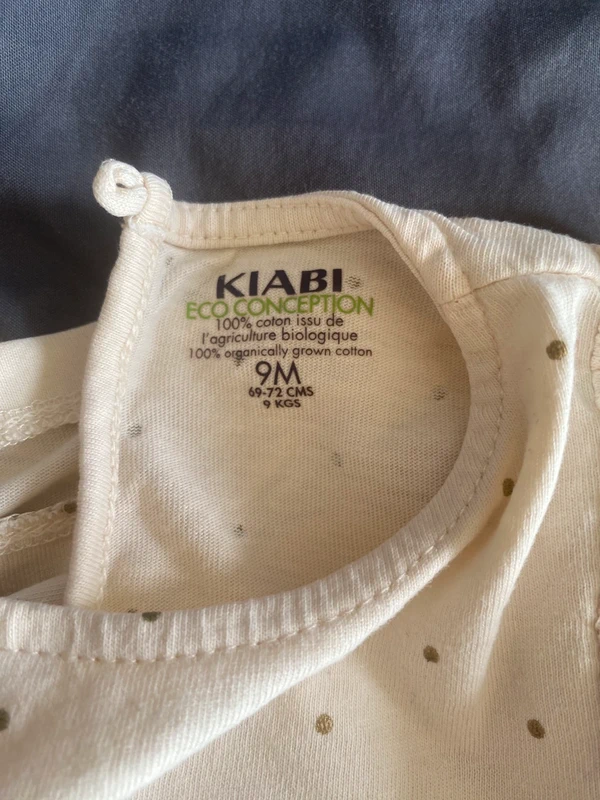 KIABI
ECO CONCEPTION
100% coton issu de
l'agriculture biologique
100% organically grown cotton
9M
69-72 CMS
9 KGS